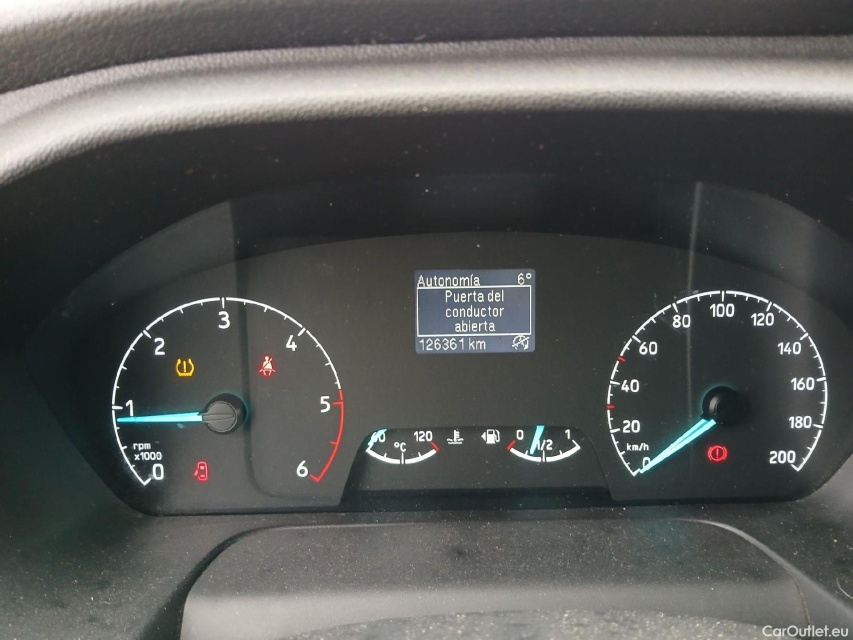 Autonomía 6°
Puerta del
conductor
abierta
126361 km
0
1
2
3
4
5
6
rpm
x1000
60 °C 120
0 1/2 1
0
20
40
60
80
100
120
140
160
180
200
km/h
CarOutlet.eu